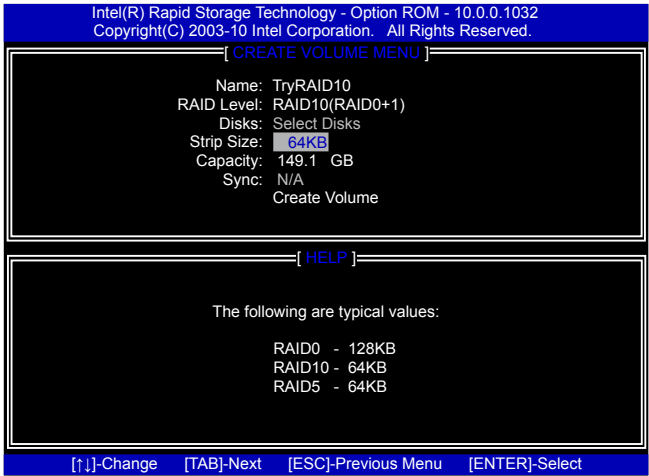 Intel(R) Rapid Storage Technology - Option ROM - 10.0.0.1032
Copyright(C) 2003-10 Intel Corporation. All Rights Reserved.
[ CREATE VOLUME MENU ]
Name: TryRAID10
RAID Level: RAID10(RAID0+1)
Disks: Select Disks
Strip Size: 64KB
Capacity: 149.1 GB
Sync: N/A
Create Volume
[ HELP ]
The following are typical values:
RAID0 - 128KB
RAID10 - 64KB
RAID5 - 64KB
[↑↓]-Change [TAB]-Next [ESC]-Previous Menu [ENTER]-Select